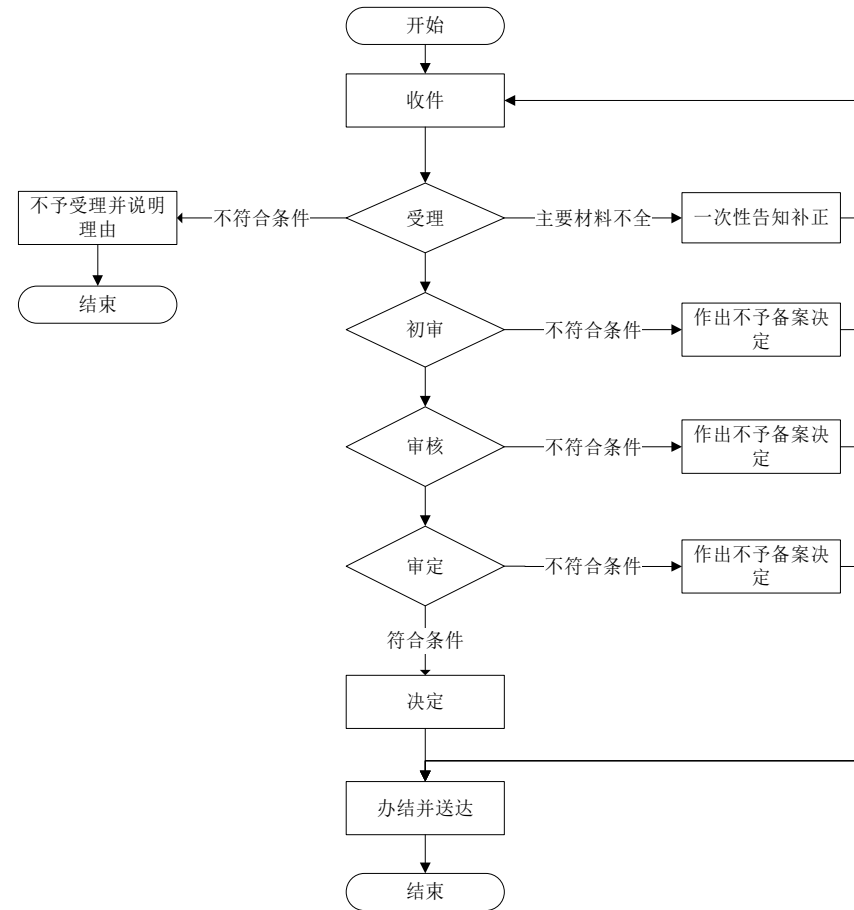 开始
收件
不予受理并说明
理由
不符合条件
受理
主要材料不全
一次性告知补正
结束
初审
不符合条件
作出不予备案决
定
审核
不符合条件
作出不予备案决
定
审定
不符合条件
作出不予备案决
定
符合条件
决定
办结并送达
结束